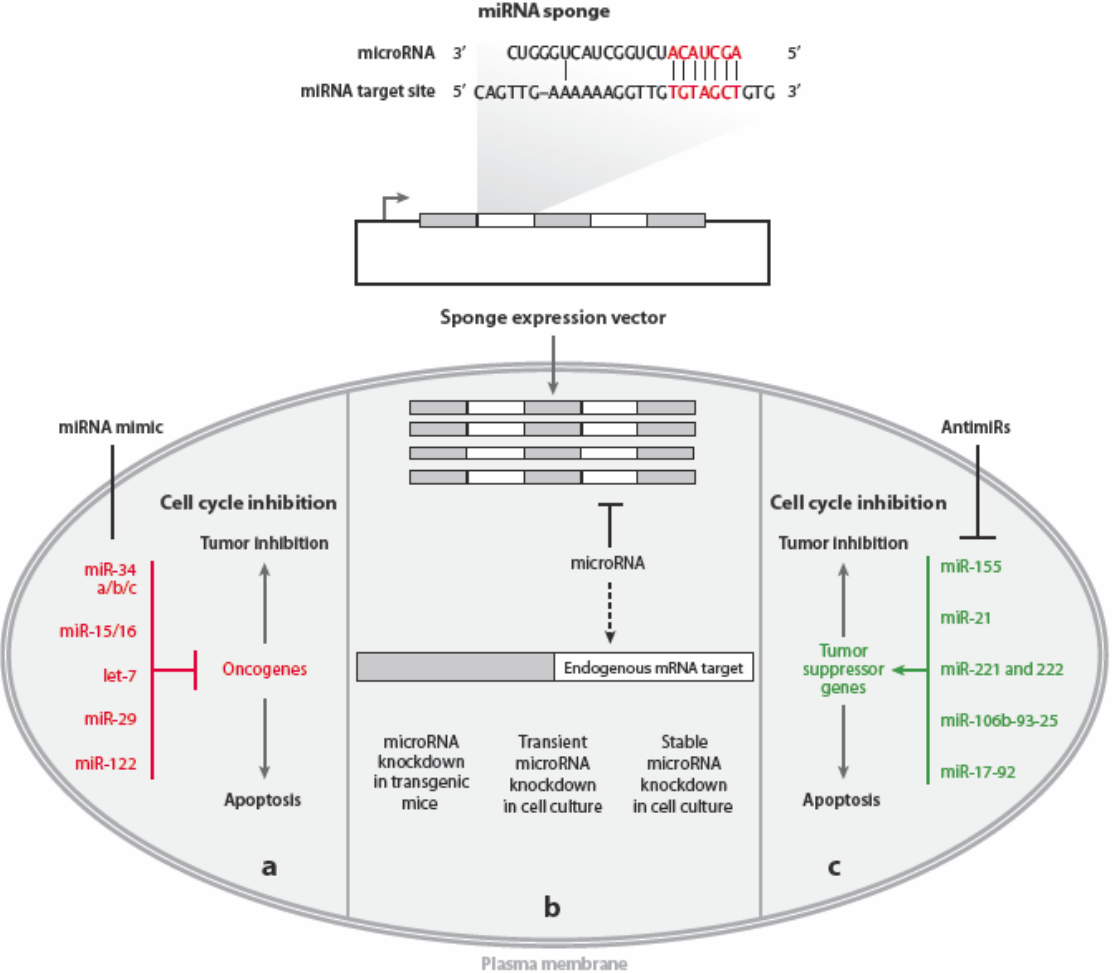 miRNA sponge
microRNA 3′ CUGGGUCAUCGGUCUACAUCGA 5′
miRNA target site 5′ CAGTTG–AAAAAAGGTTGTGTAGCTGTG 3′
Sponge expression vector
miRNA mimic
Cell cycle inhibition
Tumor inhibition
miR-34
a/b/c
miR-15/16
let-7
miR-29
miR-122
Oncogenes
Apoptosis
a
microRNA
Endogenous mRNA target
microRNA
knockdown
in transgenic
mice
Transient
microRNA
knockdown
in cell culture
Stable
microRNA
knockdown
in cell culture
b
AntimiRs
Cell cycle inhibition
Tumor inhibition
Tumor
suppressor
genes
Apoptosis
miR-155
miR-21
miR-221 and 222
miR-106b-93-25
miR-17-92
c
Plasma membrane